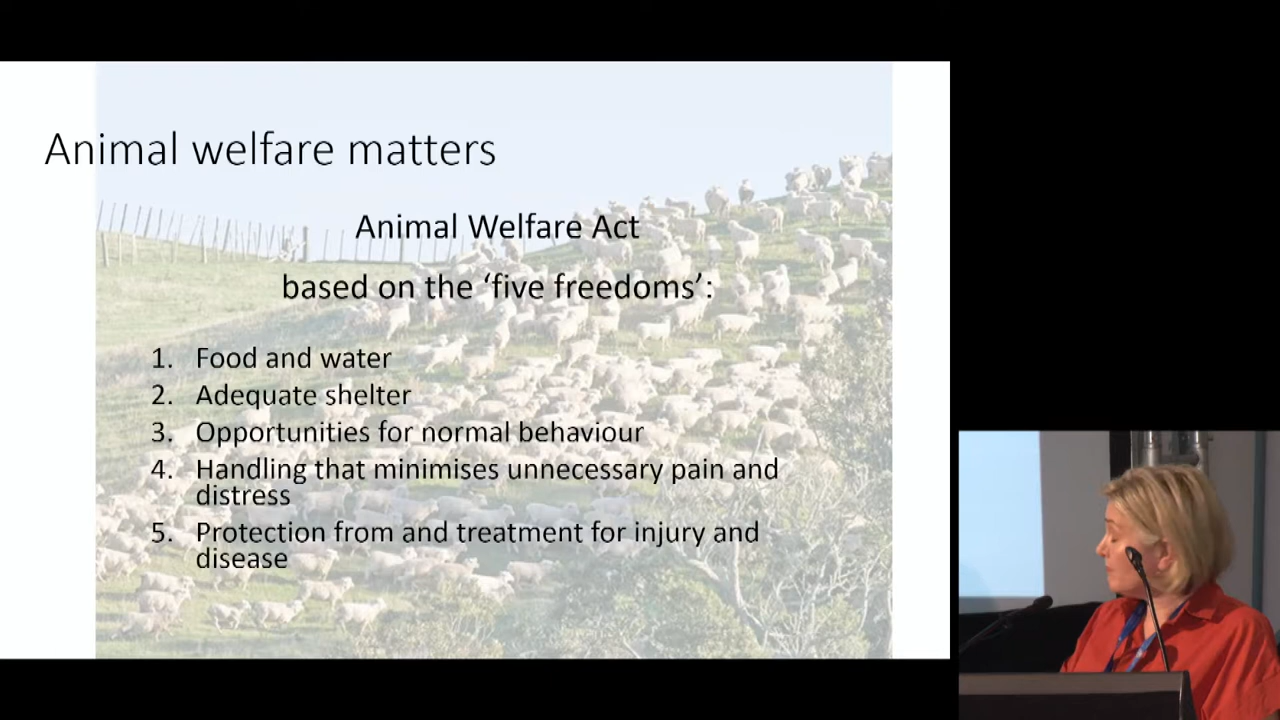 Animal welfare matters
Animal Welfare Act
based on the ‘five freedoms’:
1. Food and water
2. Adequate shelter
3. Opportunities for normal behaviour
4. Handling that minimises unnecessary pain and
distress
5. Protection from and treatment for injury and
disease